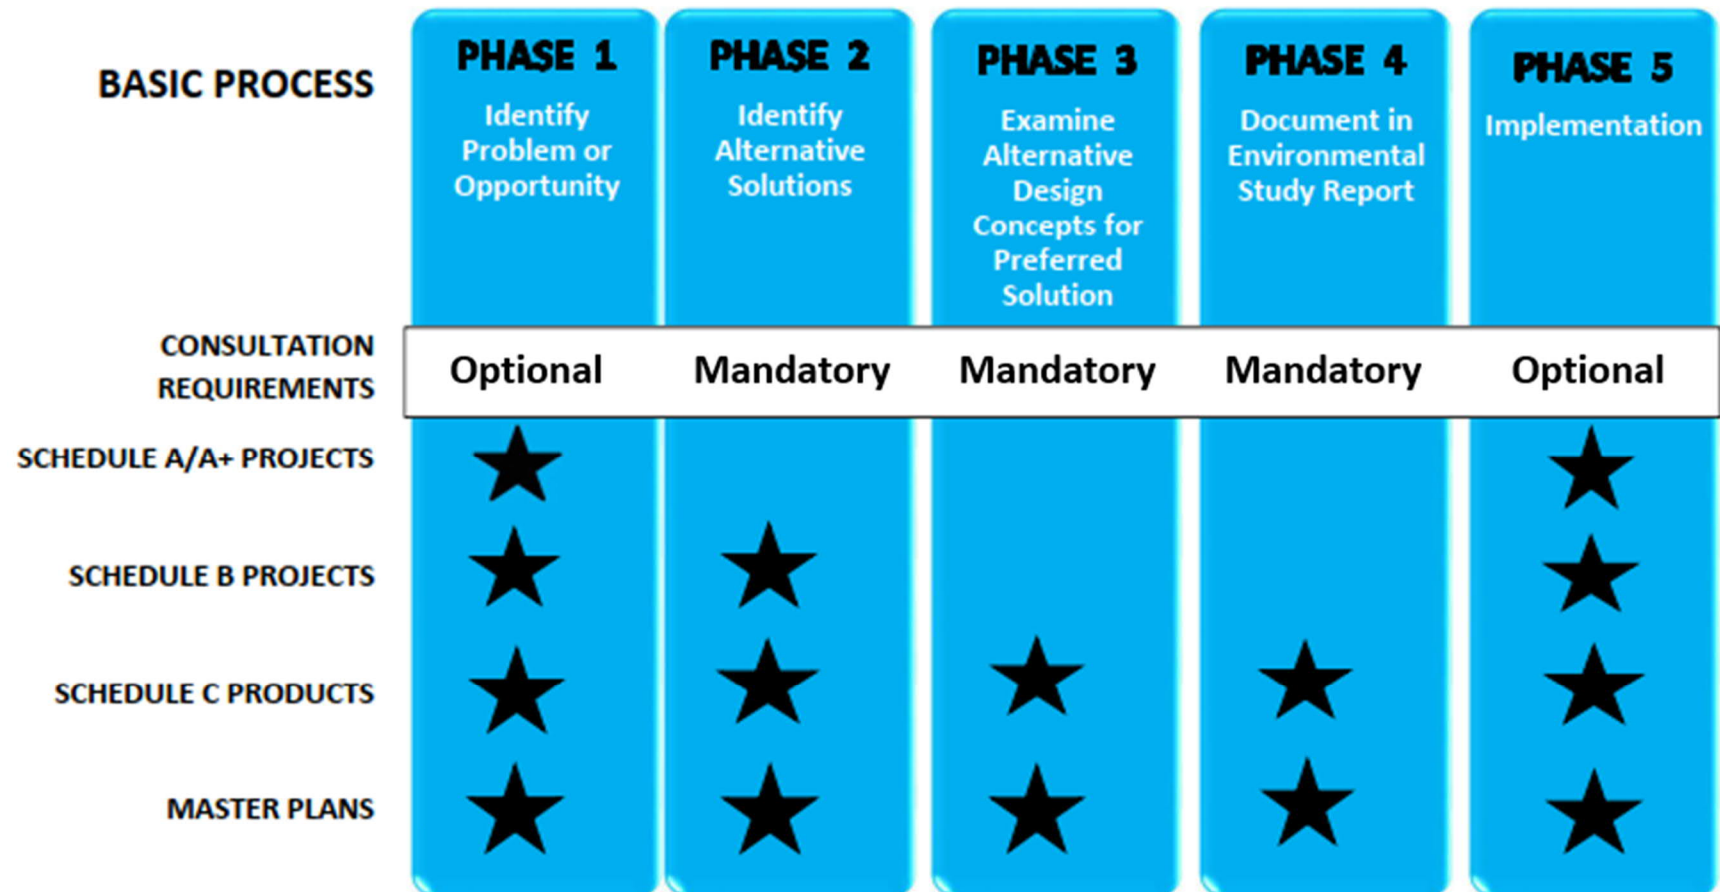 BASIC PROCESS
PHASE 1
Identify
Problem or
Opportunity
PHASE 2
Identify
Alternative
Solutions
PHASE 3
Examine
Alternative
Design
Concepts for
Preferred
Solution
PHASE 4
Document in
Environmental
Study Report
PHASE 5
Implementation
CONSULTATION
REQUIREMENTS
Optional Mandatory Mandatory Mandatory Optional
SCHEDULE A/A+ PROJECTS
SCHEDULE B PROJECTS
SCHEDULE C PRODUCTS
MASTER PLANS